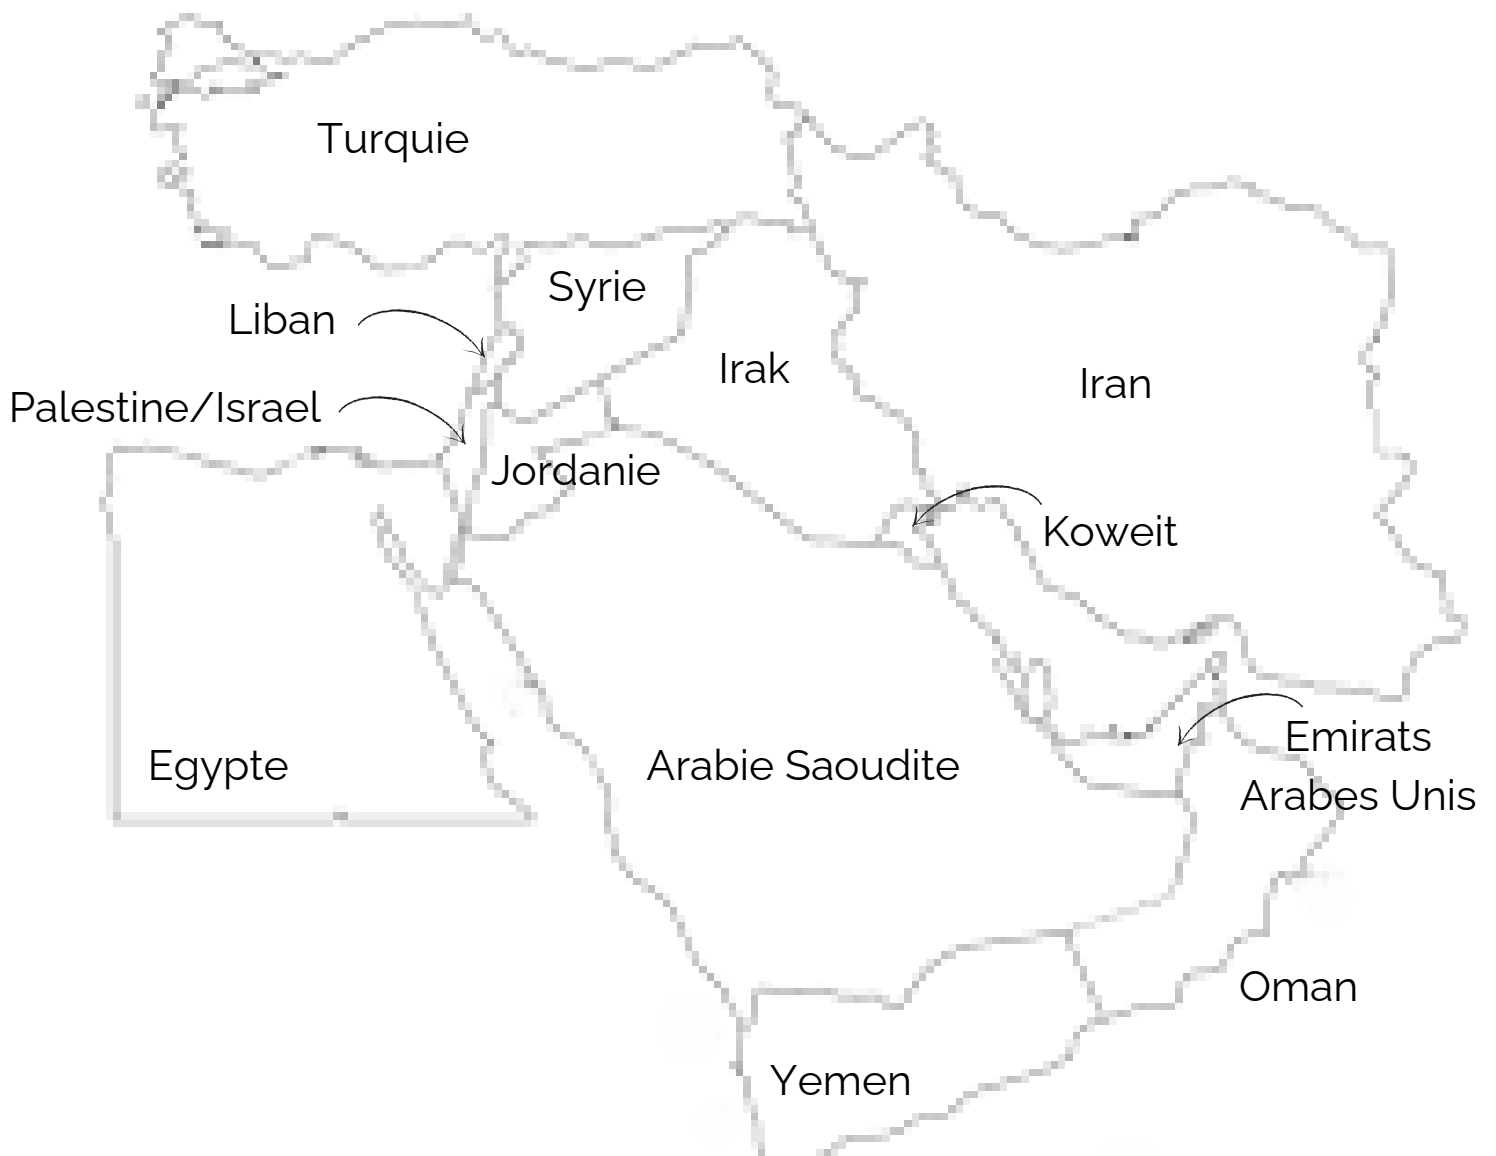 Turquie
Syrie
Liban
Irak
Iran
Palestine/Israel
Jordanie
Koweit
Emirats
Arabes Unis
Egypte
Arabie Saoudite
Oman
Yemen